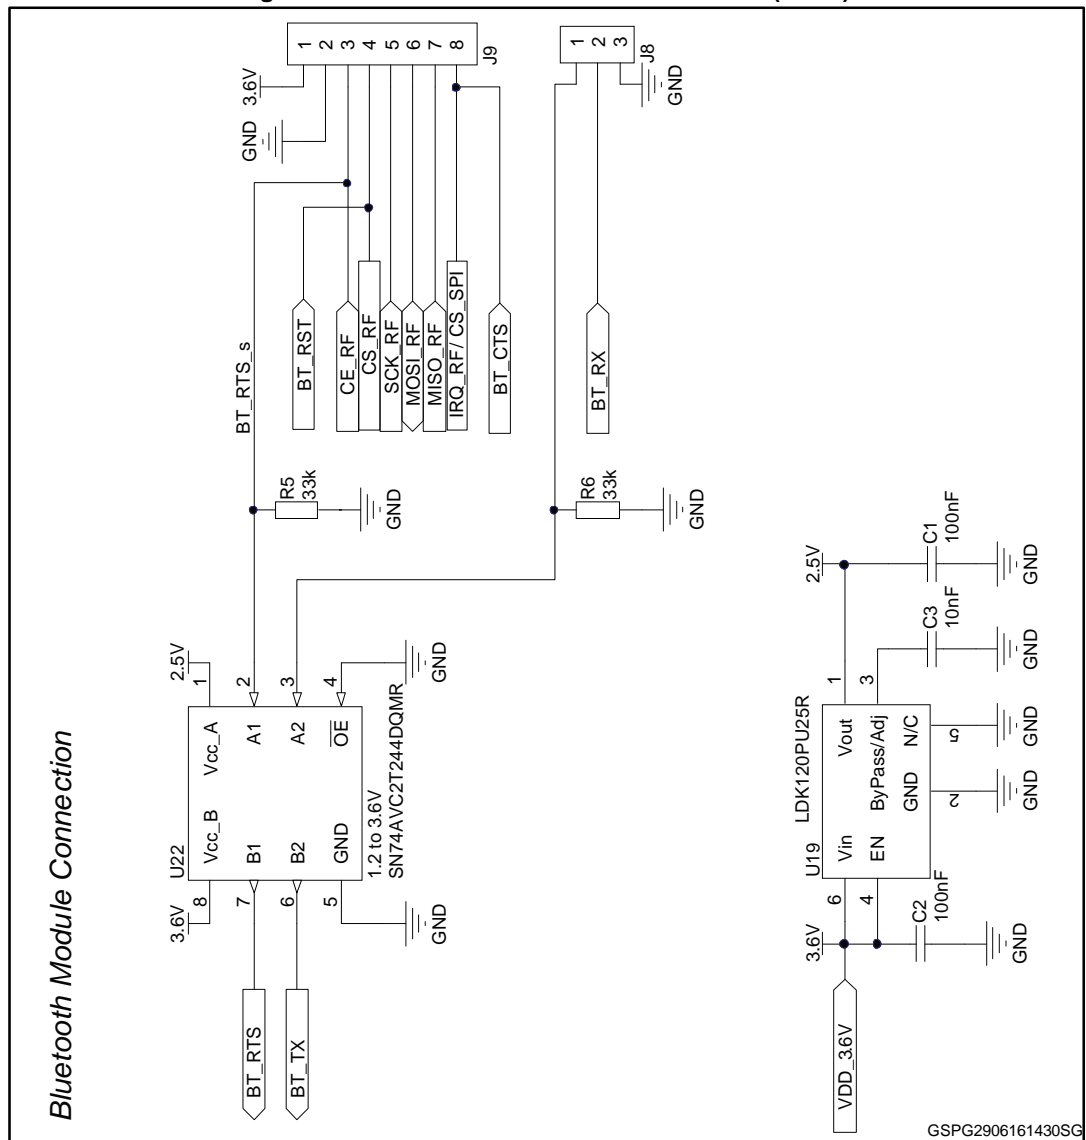 Bluetooth Module Connection
3.6V
GND
1
2
3
4
5
6
7
8
J9
1
2
3
J8
GND
BT_RTS_s
BT_RST
CE_RF
CS_RF
SCK_RF
MOSI_RF
MISO_RF
IRQ_RF/ CS_SPI
BT_CTS
BT_RX
R5
33k
GND
R6
33k
GND
2.5V
1
2
3
4
Vcc_A
A1
A2
OE
GND
U22
Vcc_B
B1
B2
GND
1.2 to 3.6V
SN74AVC2T244DQMR
3.6V
8
7
6
5
GND
BT_RTS
BT_TX
2.5V
C1
100nF
GND
C3
10nF
GND
1
3
LDK120PU25R
Vout
ByPass/Adj
N/C
GND
5
GND
2
GND
U19
Vin
EN
6
4
3.6V
C2
100nF
GND
VDD_3.6V
GSPG2906161430SG